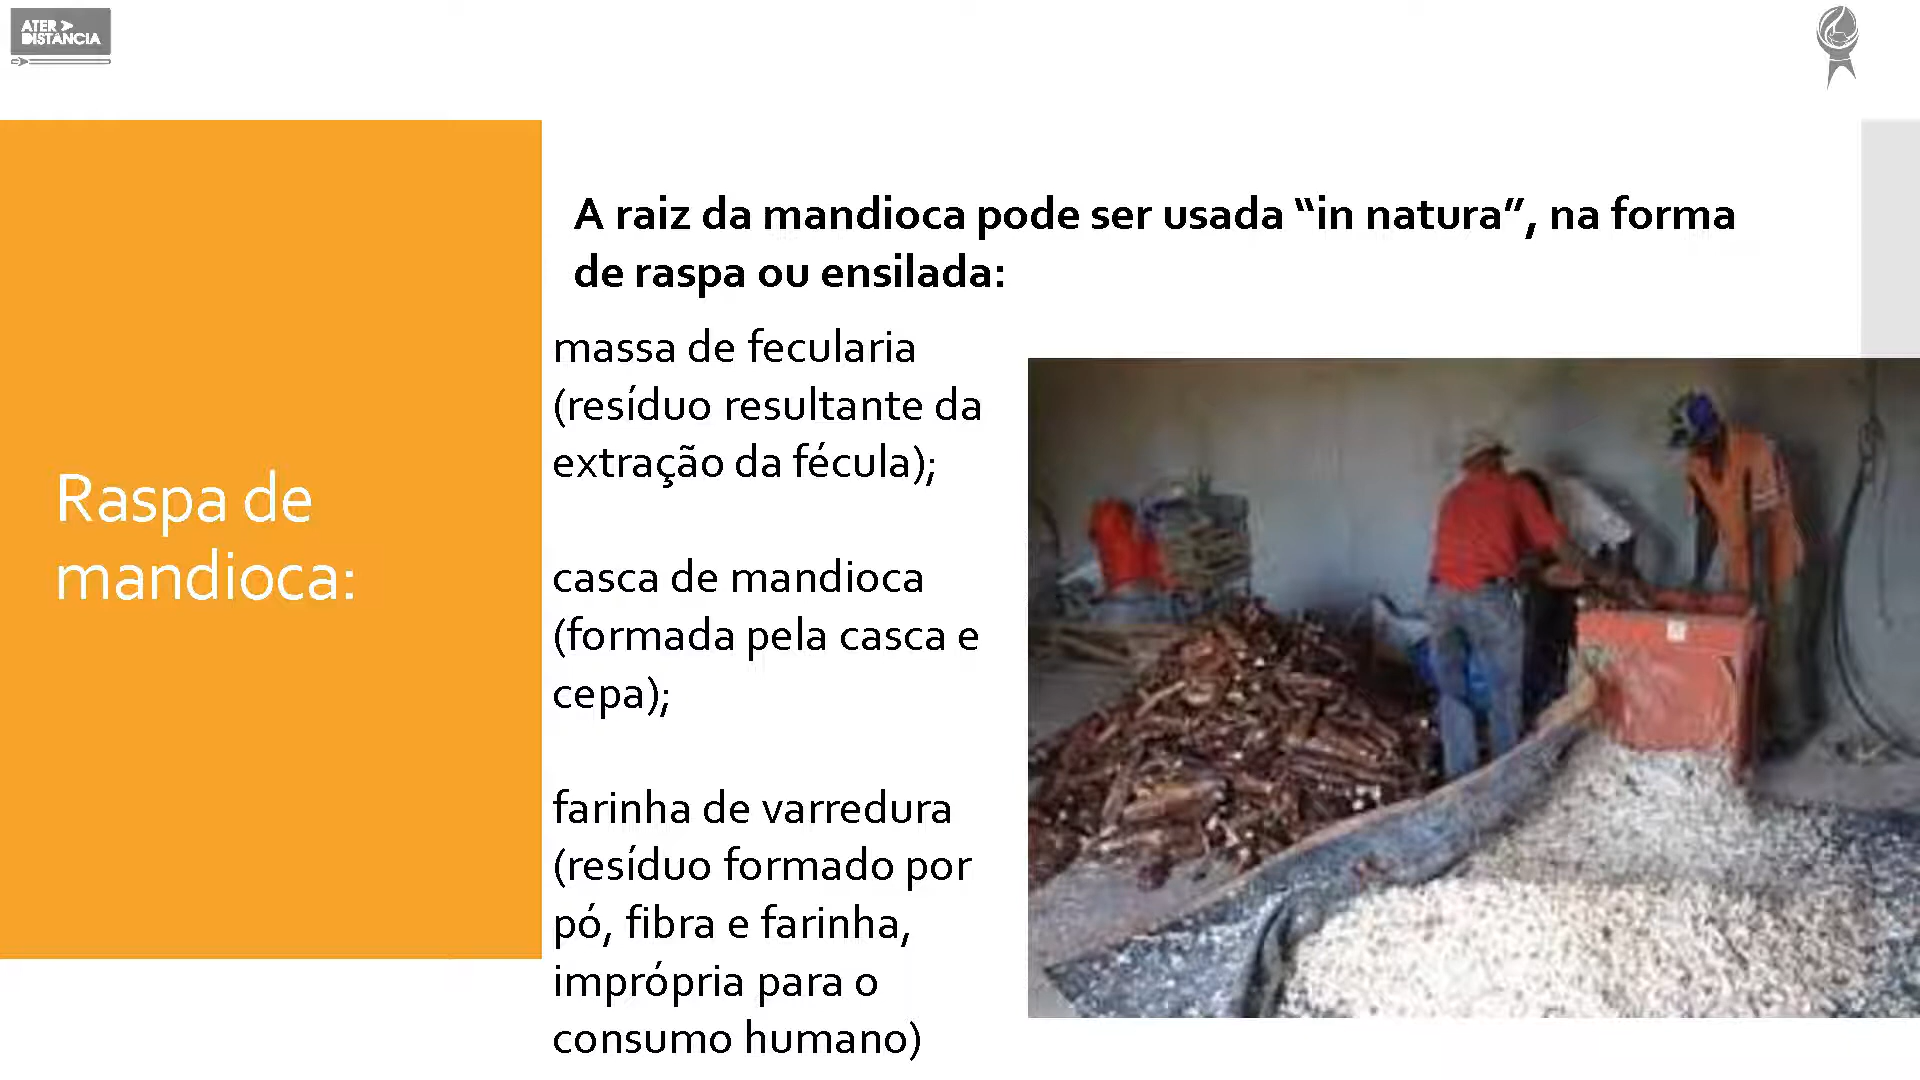 ATER
DISTÂNCIA
A raiz da mandioca pode ser usada “in natura”, na forma
de raspa ou ensilada:
Raspa de
mandioca:
massa de fecularia
(resíduo resultante da
extração da fécula);
casca de mandioca
(formada pela casca e
cepa);
farinha de varredura
(resíduo formado por
pó, fibra e farinha,
imprópria para o
consumo humano)